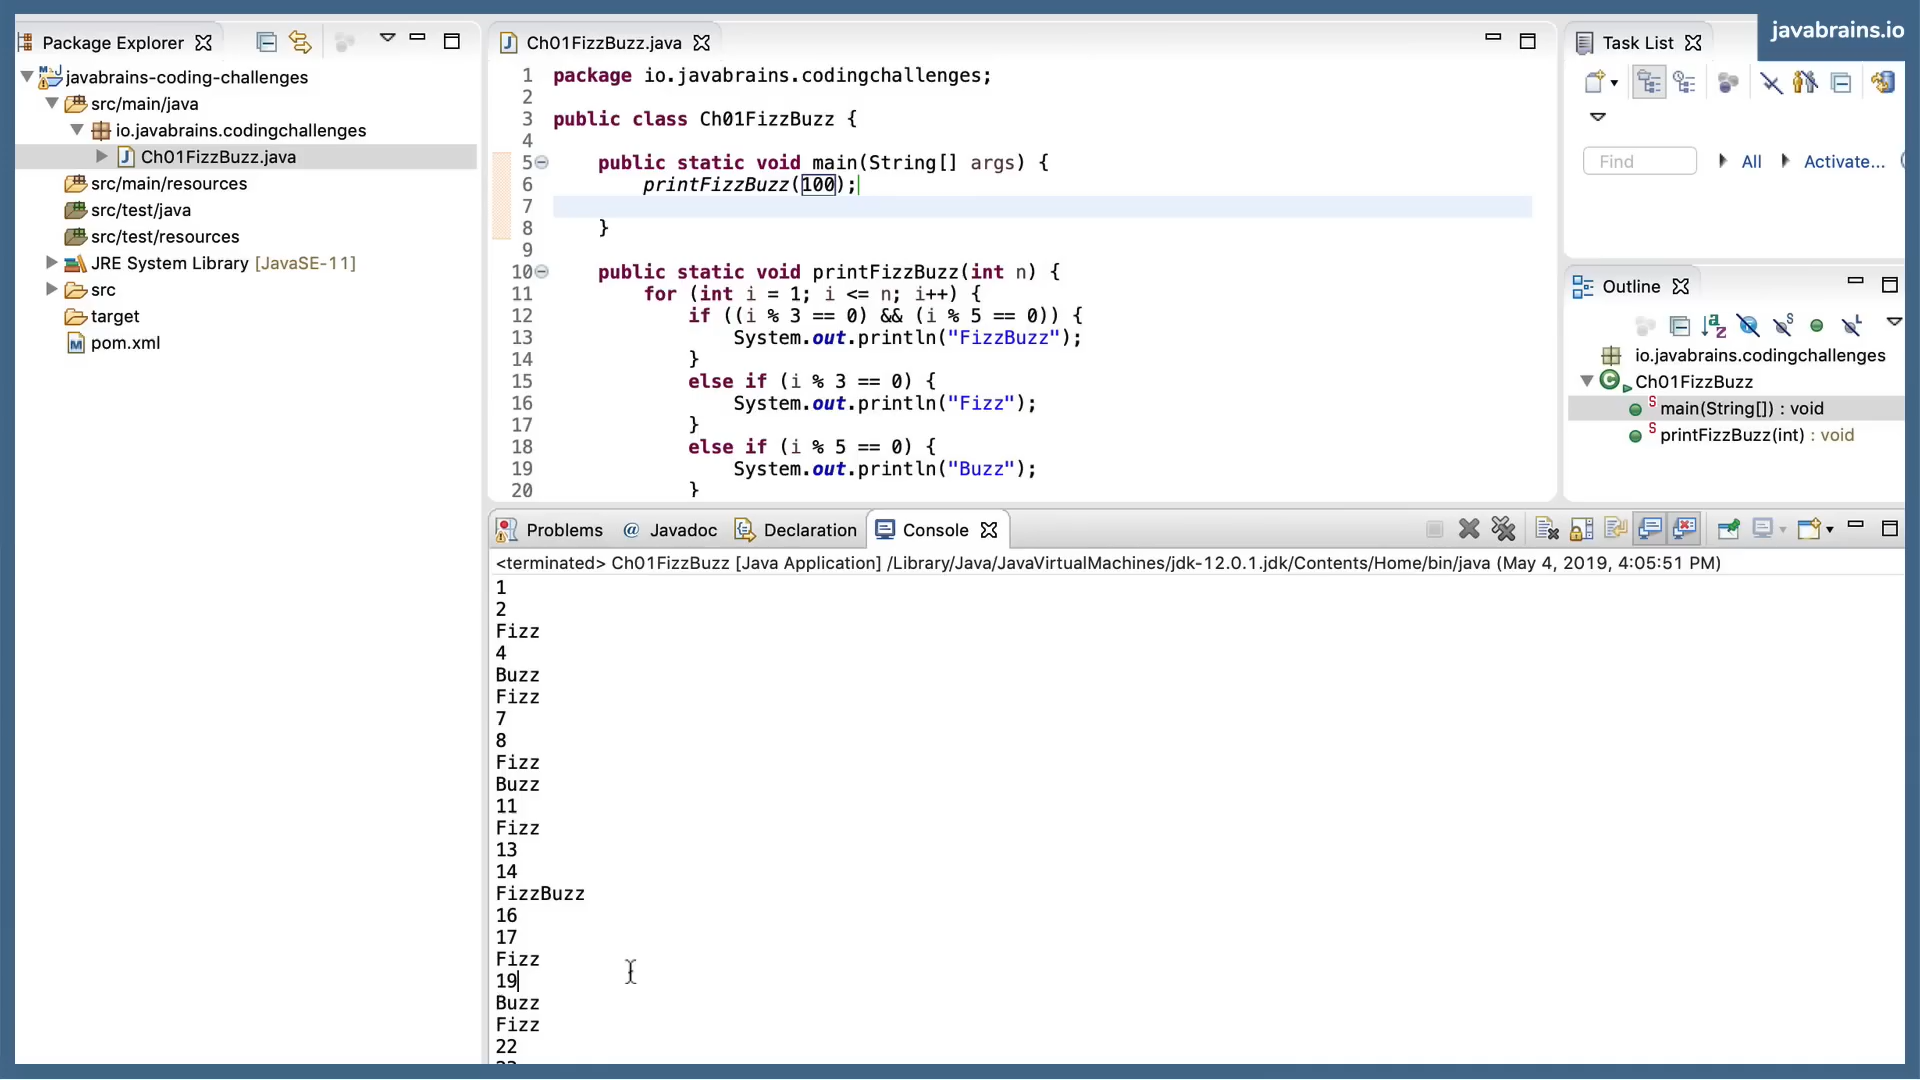 javabrains.io
Package Explorer
javabrains-coding-challenges
src/main/java
io.javabrains.codingchallenges
Ch01FizzBuzz.java
src/main/resources
src/test/java
src/test/resources
JRE System Library [JavaSE-11]
src
target
pom.xml
Ch01FizzBuzz.java
1 package io.javabrains.codingchallenges;
2
3 public class Ch01FizzBuzz {
4
5 public static void main(String[] args) {
6 printFizzBuzz(100);
7
8 }
9
10 public static void printFizzBuzz(int n) {
11 for (int i = 1; i <= n; i++) {
12 if ((i % 3 == 0) && (i % 5 == 0)) {
13 System.out.println("FizzBuzz");
14 }
15 else if (i % 3 == 0) {
16 System.out.println("Fizz");
17 }
18 else if (i % 5 == 0) {
19 System.out.println("Buzz");
20 }
Task List
Find All Activate...
Outline
io.javabrains.codingchallenges
Ch01FizzBuzz
main(String[]) : void
printFizzBuzz(int) : void
Problems @ Javadoc Declaration Console
<terminated> Ch01FizzBuzz [Java Application] /Library/Java/JavaVirtualMachines/jdk-12.0.1.jdk/Contents/Home/bin/java (May 4, 2019, 4:05:51 PM)
1
2
Fizz
4
Buzz
Fizz
7
8
Fizz
Buzz
11
Fizz
13
14
FizzBuzz
16
17
Fizz
19
Buzz
Fizz
22